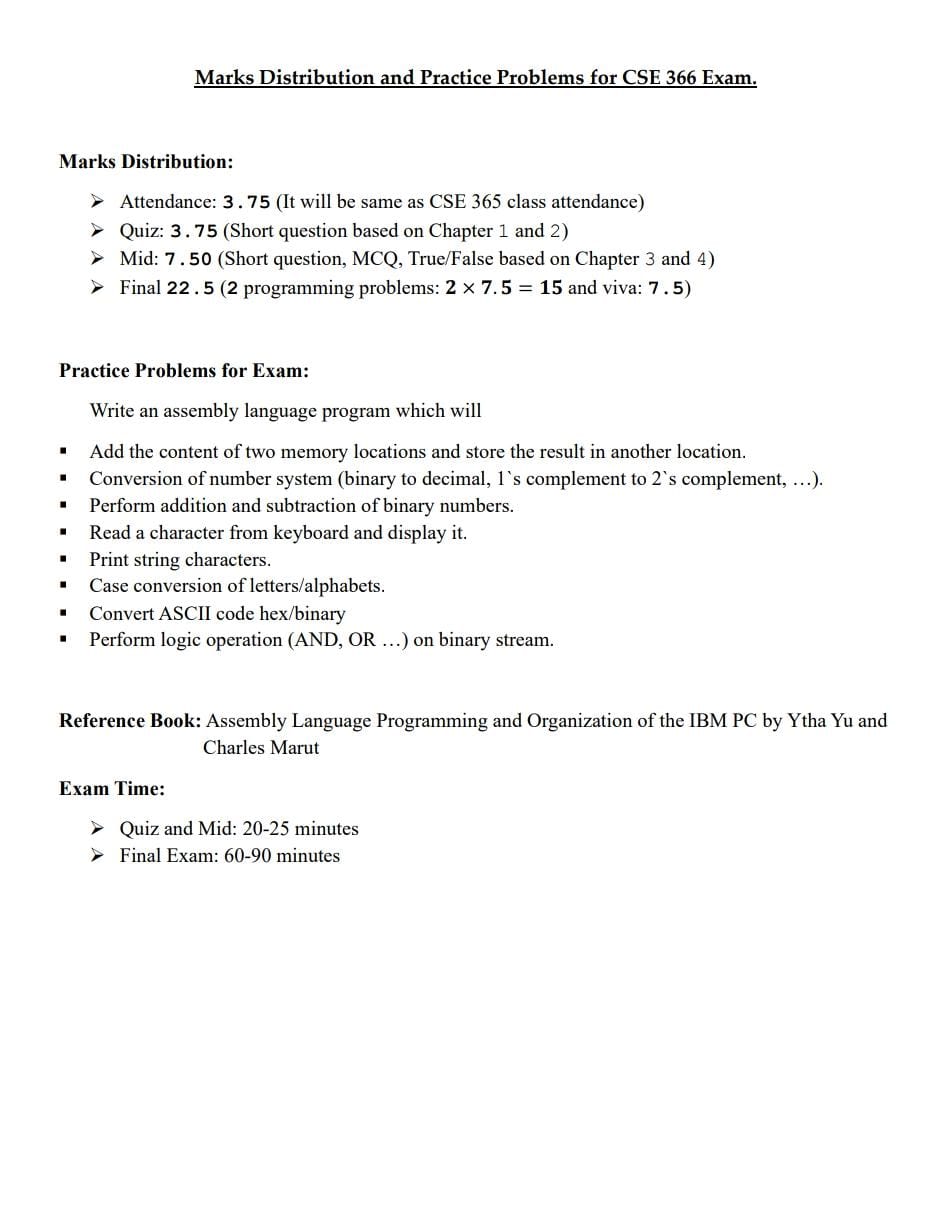 Marks Distribution and Practice Problems for CSE 366 Exam.
Marks Distribution:
➢ Attendance: 3.75 (It will be same as CSE 365 class attendance)
➢ Quiz: 3.75 (Short question based on Chapter 1 and 2)
➢ Mid: 7.50 (Short question, MCQ, True/False based on Chapter 3 and 4)
➢ Final 22.5 (2 programming problems: 2 × 7.5 = 15 and viva: 7.5)
Practice Problems for Exam:
Write an assembly language program which will
▪ Add the content of two memory locations and store the result in another location.
▪ Conversion of number system (binary to decimal, 1`s complement to 2`s complement, …).
▪ Perform addition and subtraction of binary numbers.
▪ Read a character from keyboard and display it.
▪ Print string characters.
▪ Case conversion of letters/alphabets.
▪ Convert ASCII code hex/binary
▪ Perform logic operation (AND, OR …) on binary stream.
Reference Book: Assembly Language Programming and Organization of the IBM PC by Ytha Yu and
Charles Marut
Exam Time:
➢ Quiz and Mid: 20-25 minutes
➢ Final Exam: 60-90 minutes